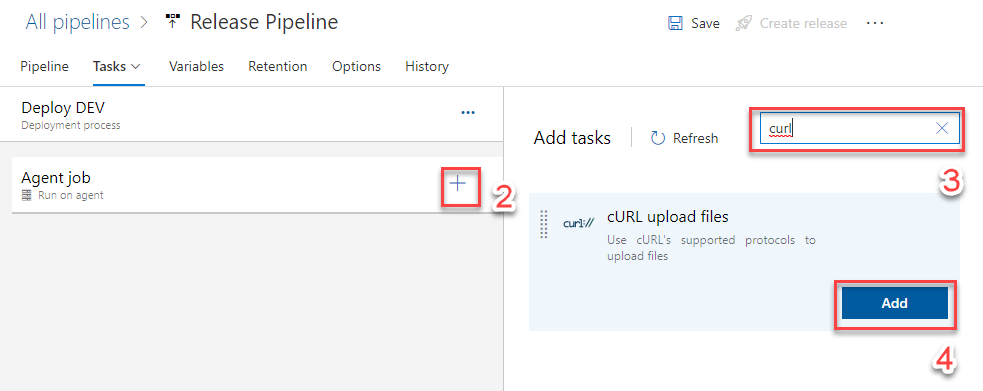 All pipelines > Release Pipeline
Save
Create release
...
Pipeline
Tasks
Variables
Retention
Options
History
Deploy DEV
Deployment process
...
Agent job
Run on agent
+
2
Add tasks
Refresh
curl
3
curl://
cURL upload files
Use cURL's supported protocols to
upload files
Add
4